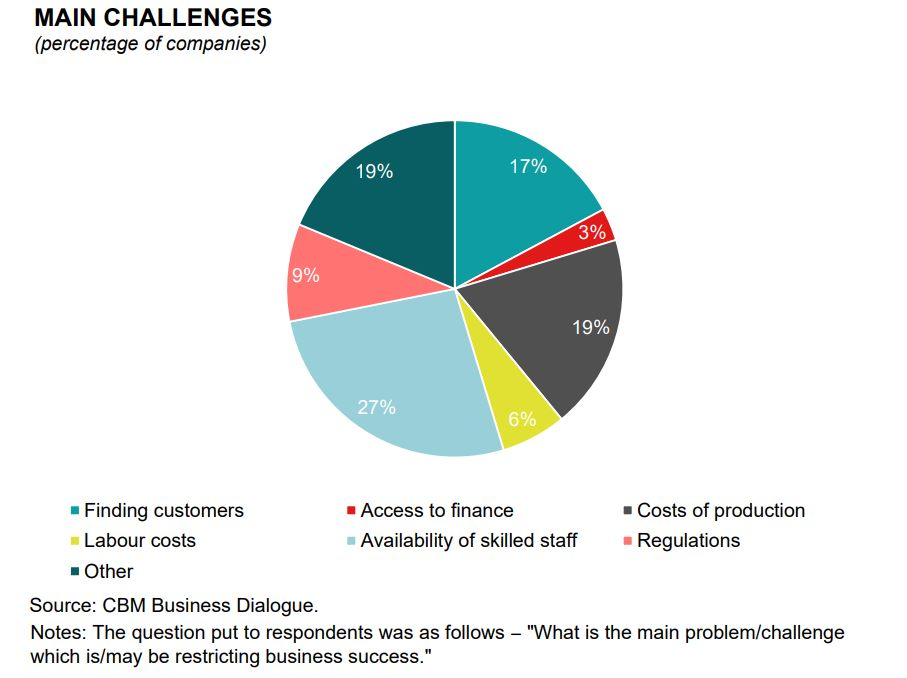 MAIN CHALLENGES
(percentage of companies)
19%
17%
3%
9%
19%
27%
6%
Finding customers
Access to finance
Costs of production
Labour costs
Availability of skilled staff
Regulations
Other
Source: CBM Business Dialogue.
Notes: The question put to respondents was as follows – "What is the main problem/challenge
which is/may be restricting business success."